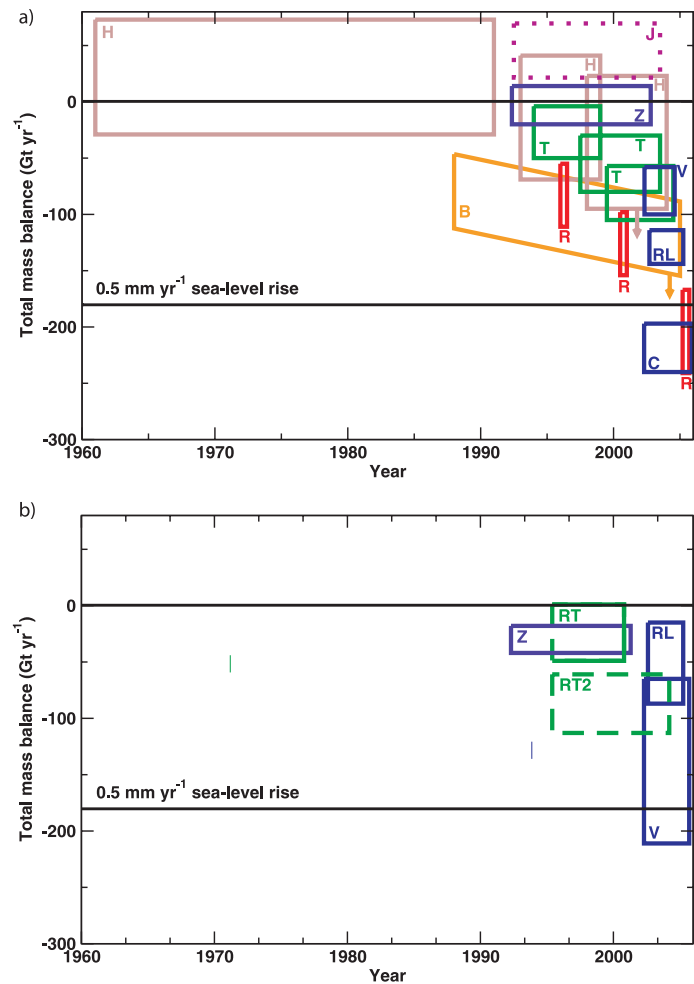 a)
H
J
H
H
0
Z
T
T
T
V
-50
B
Total mass balance (Gt yr-1)
-100
R
R
RL
0.5 mm yr-1 sea-level rise
-200
C
R
-300
1960
1970
1980
1990
2000
Year
b)
0
RT
Z
RL
RT2
Total mass balance (Gt yr-1)
-100
0.5 mm yr-1 sea-level rise
-200
V
-300
1960
1970
1980
1990
2000
Year